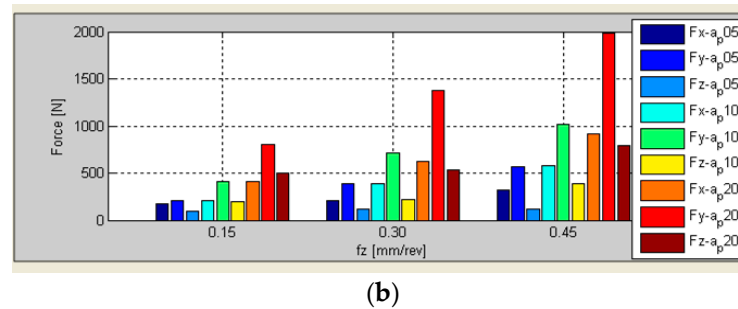 2000
1500
1000
500
0
Force [N]
0.15
0.30
0.45
fz [mm/rev]
Fx-ap05
Fy-ap05
Fz-ap05
Fx-ap10
Fy-ap10
Fz-ap10
Fx-ap20
Fy-ap20
Fz-ap20
(b)